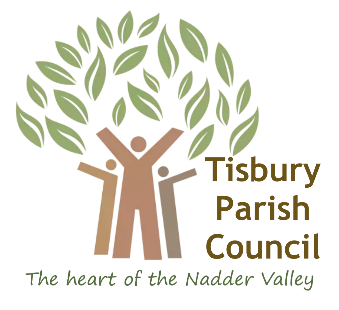 Tisbury
Parish
Council
The heart of the Nadder Valley